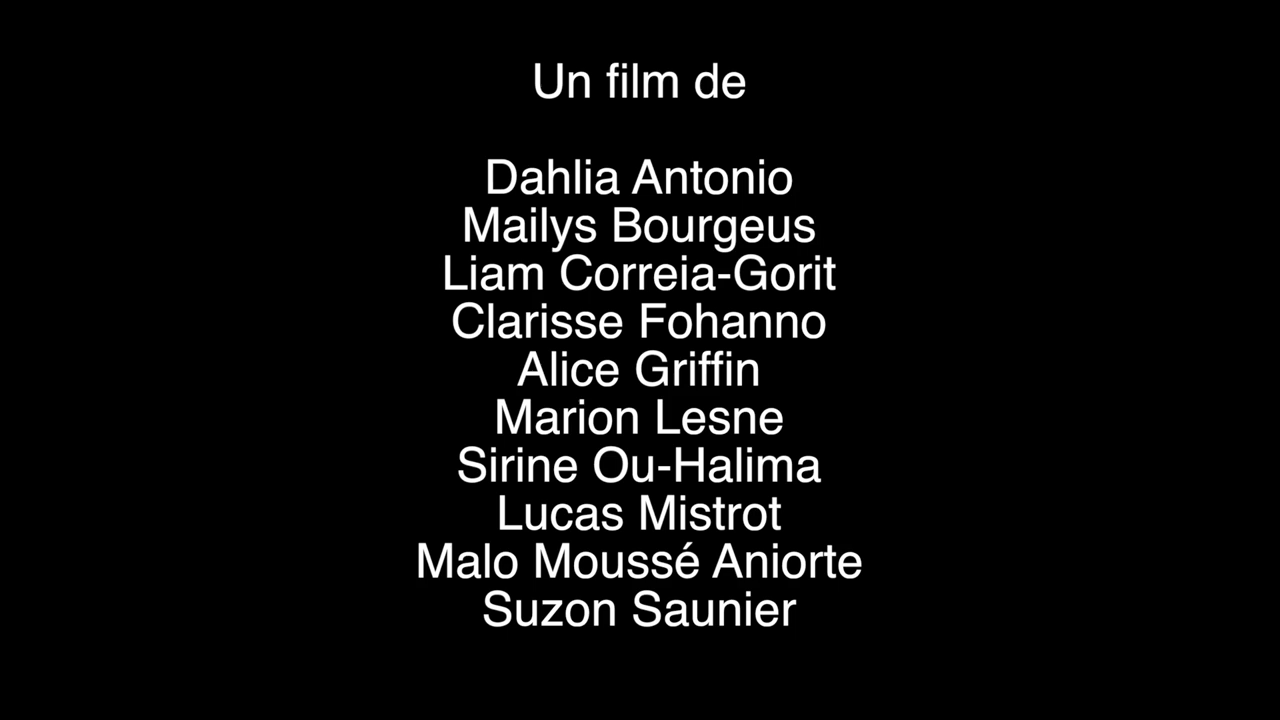 Un film de
Dahlia Antonio
Mailys Bourgeus
Liam Correia-Gorit
Clarisse Fohanno
Alice Griffin
Marion Lesne
Sirine Ou-Halima
Lucas Mistrot
Malo Moussé Aniorte
Suzon Saunier